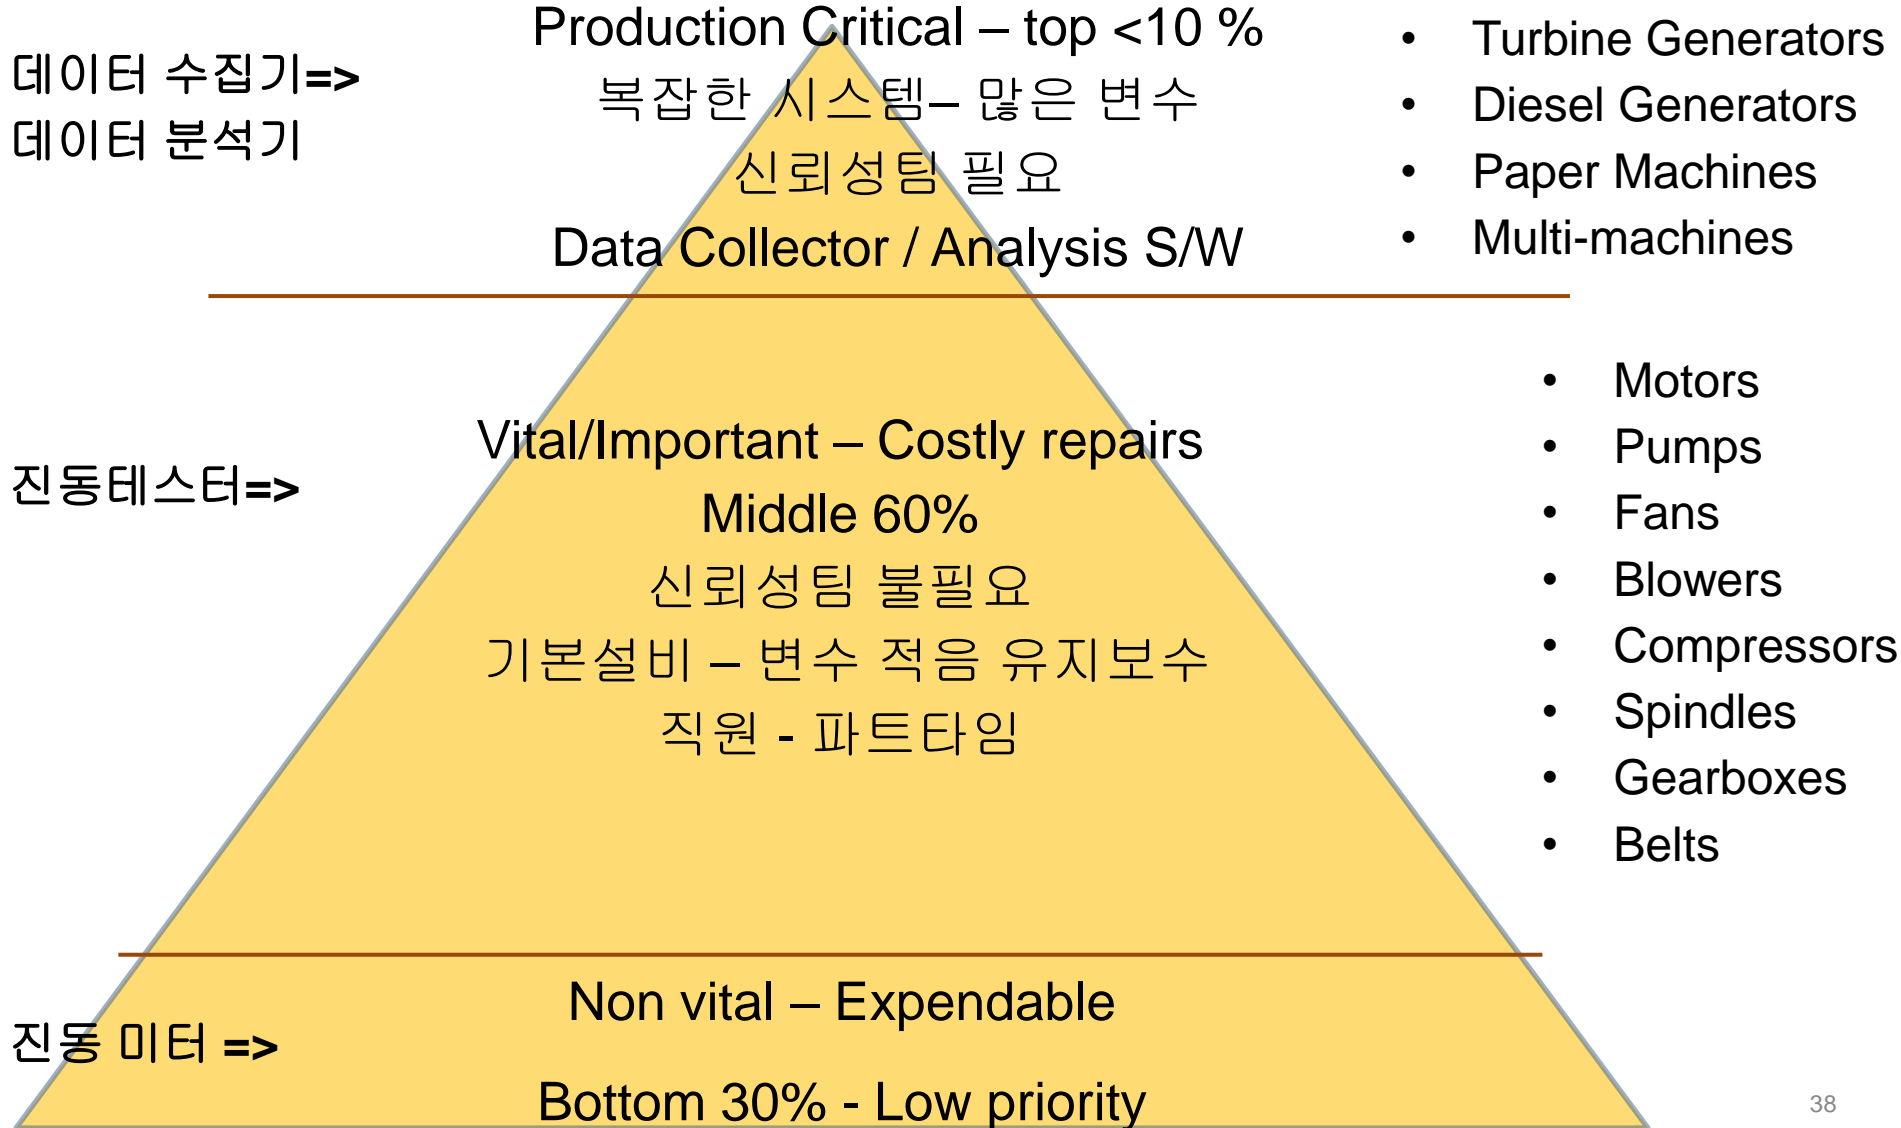 데이터 수집기=>
데이터 분석기
Production Critical – top <10 %
복잡한 시스템– 많은 변수
신뢰성팀 필요
Data Collector / Analysis S/W
• Turbine Generators
• Diesel Generators
• Paper Machines
• Multi-machines
진동테스터=>
Vital/Important – Costly repairs
Middle 60%
신뢰성팀 불필요
기본설비 – 변수 적음 유지보수
직원 - 파트타임
• Motors
• Pumps
• Fans
• Blowers
• Compressors
• Spindles
• Gearboxes
• Belts
진동 미터 =>
Non vital – Expendable
Bottom 30% - Low priority
38